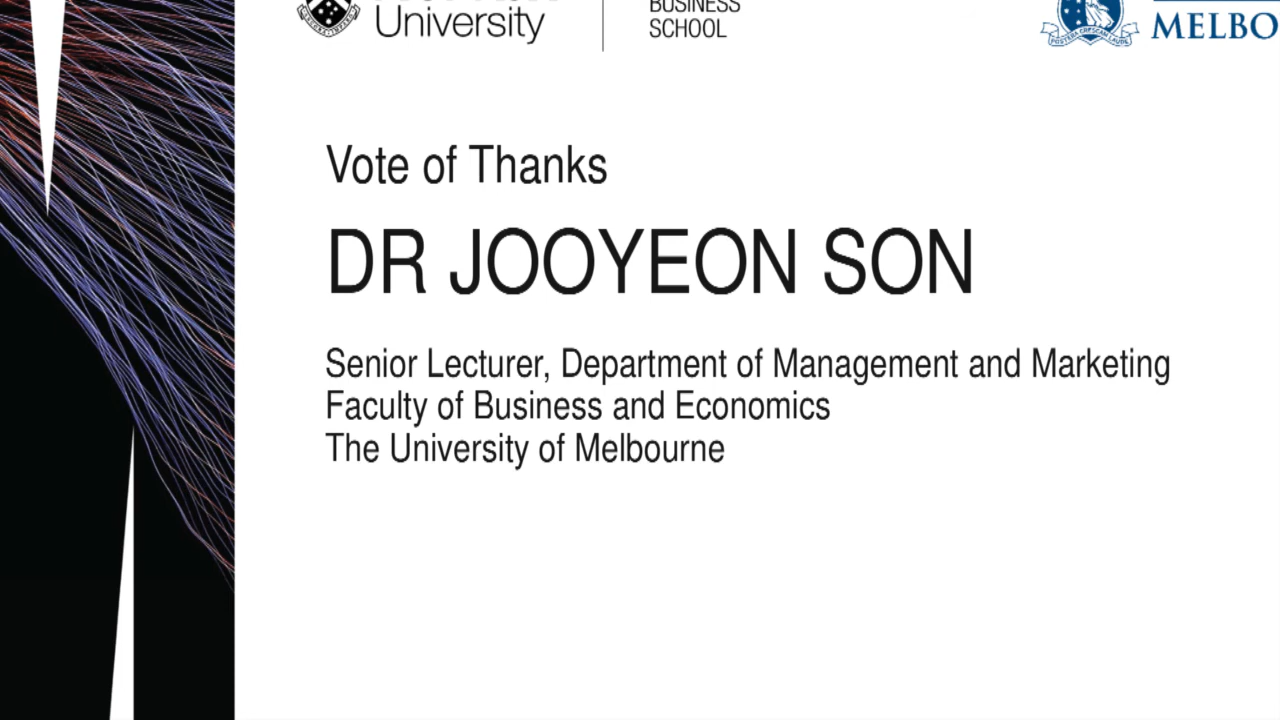 University
BUSINESS
SCHOOL
MELBO
Vote of Thanks
DR JOOYEON SON
Senior Lecturer, Department of Management and Marketing
Faculty of Business and Economics
The University of Melbourne